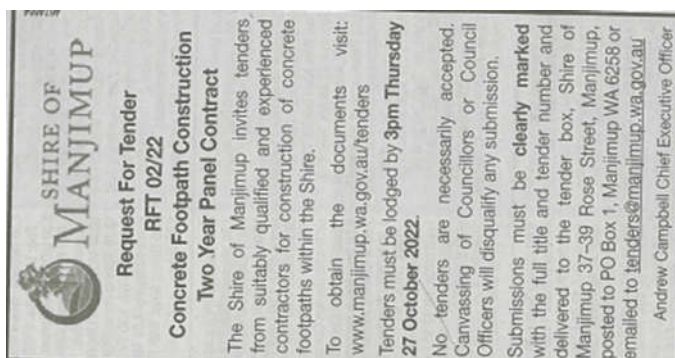 SHIRE OF
MANJIMUP
Request For Tender
RFT 02/22
Concrete Footpath Construction
Two Year Panel Contract
The Shire of Manjimup invites tenders
from suitably qualified and experienced
contractors for construction of concrete
footpaths within the Shire.
To obtain the documents visit:
www.manjimup.wa.gov.au/tenders
Tenders must be lodged by 3pm Thursday
27 October 2022.
No tenders are necessarily accepted.
Canvassing of Councillors or Council
Officers will disqualify any submission.
Submissions must be clearly marked
with the full title and tender number and
delivered to the tender box, Shire of
Manjimup 37–39 Rose Street, Manjimup,
posted to PO Box 1, Manjimup WA 6258 or
emailed to tenders@manjimup.wa.gov.au
Andrew Campbell Chief Executive Officer